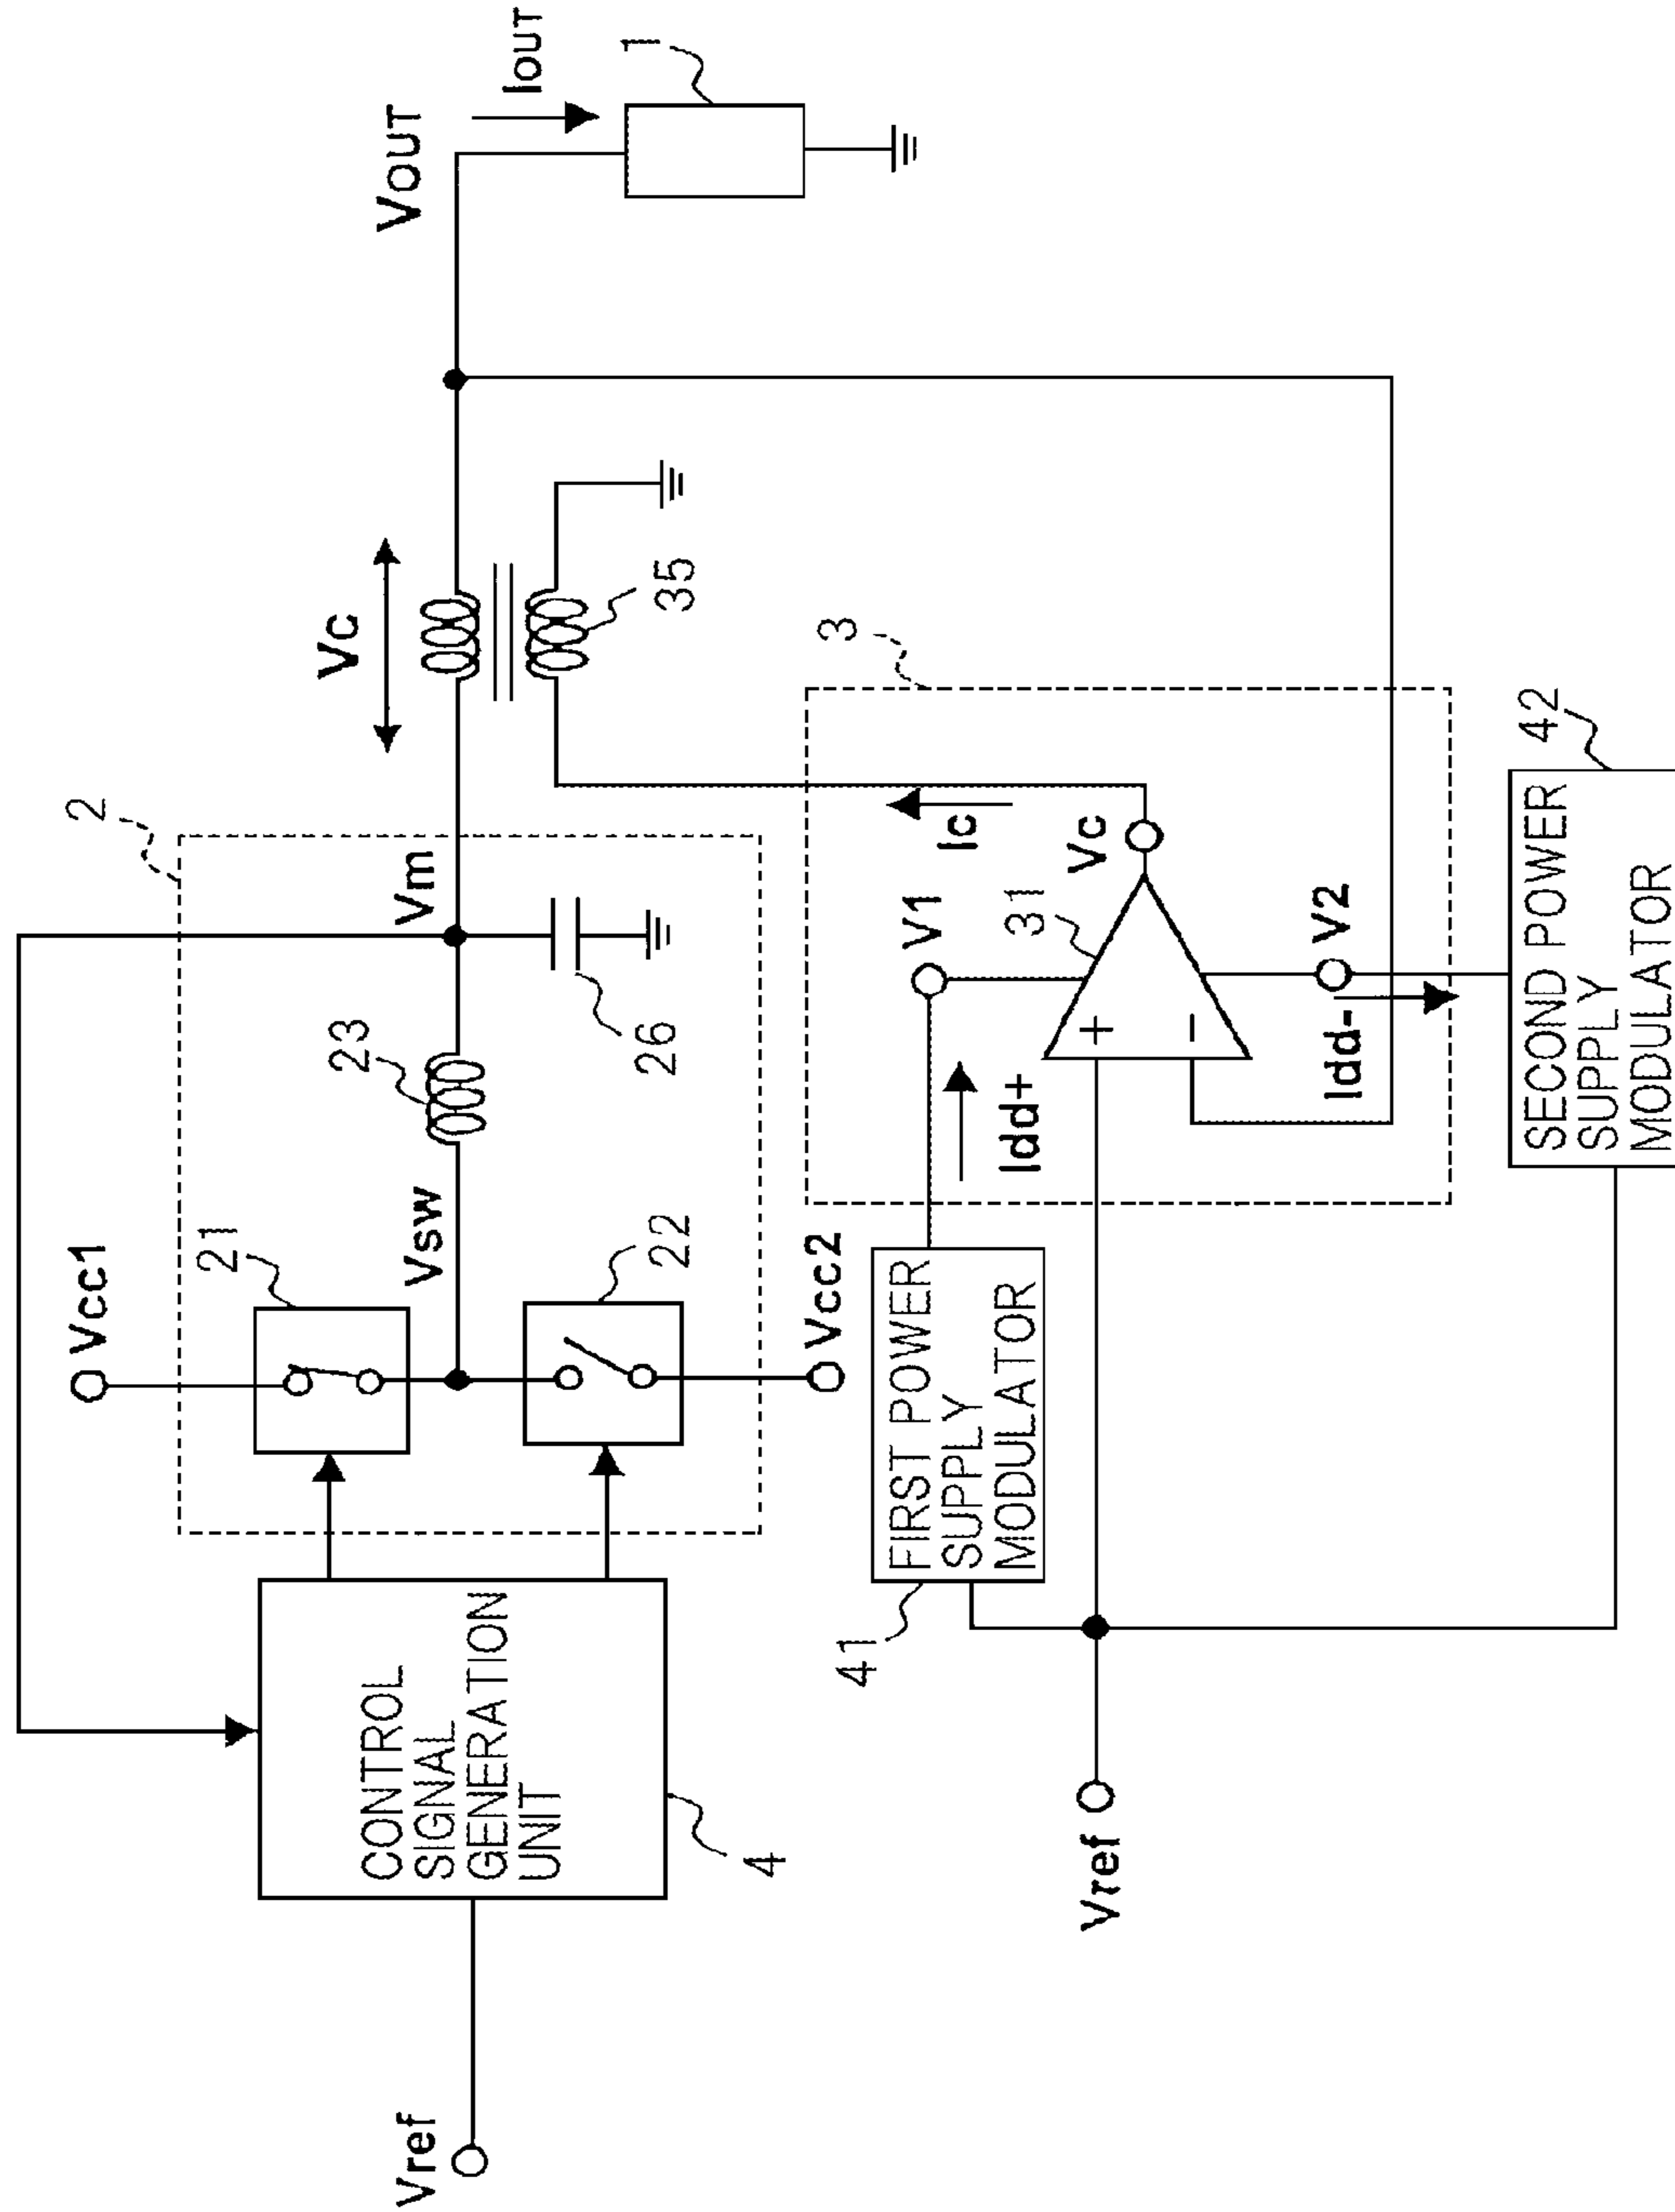 Vref
CONTROL
SIGNAL
GENERATION
UNIT
4
Vcc1
21
Vsw
22
Vcc2
23
26
2
Vm
Vc
35
VOUT
IOUT
1
Vref
41
FIRST POWER
SUPPLY
MODULATOR
Idd+
V1
31
+
−
Vc
Ic
3
V2
Idd-
42
SECOND POWER
SUPPLY
MODULATOR